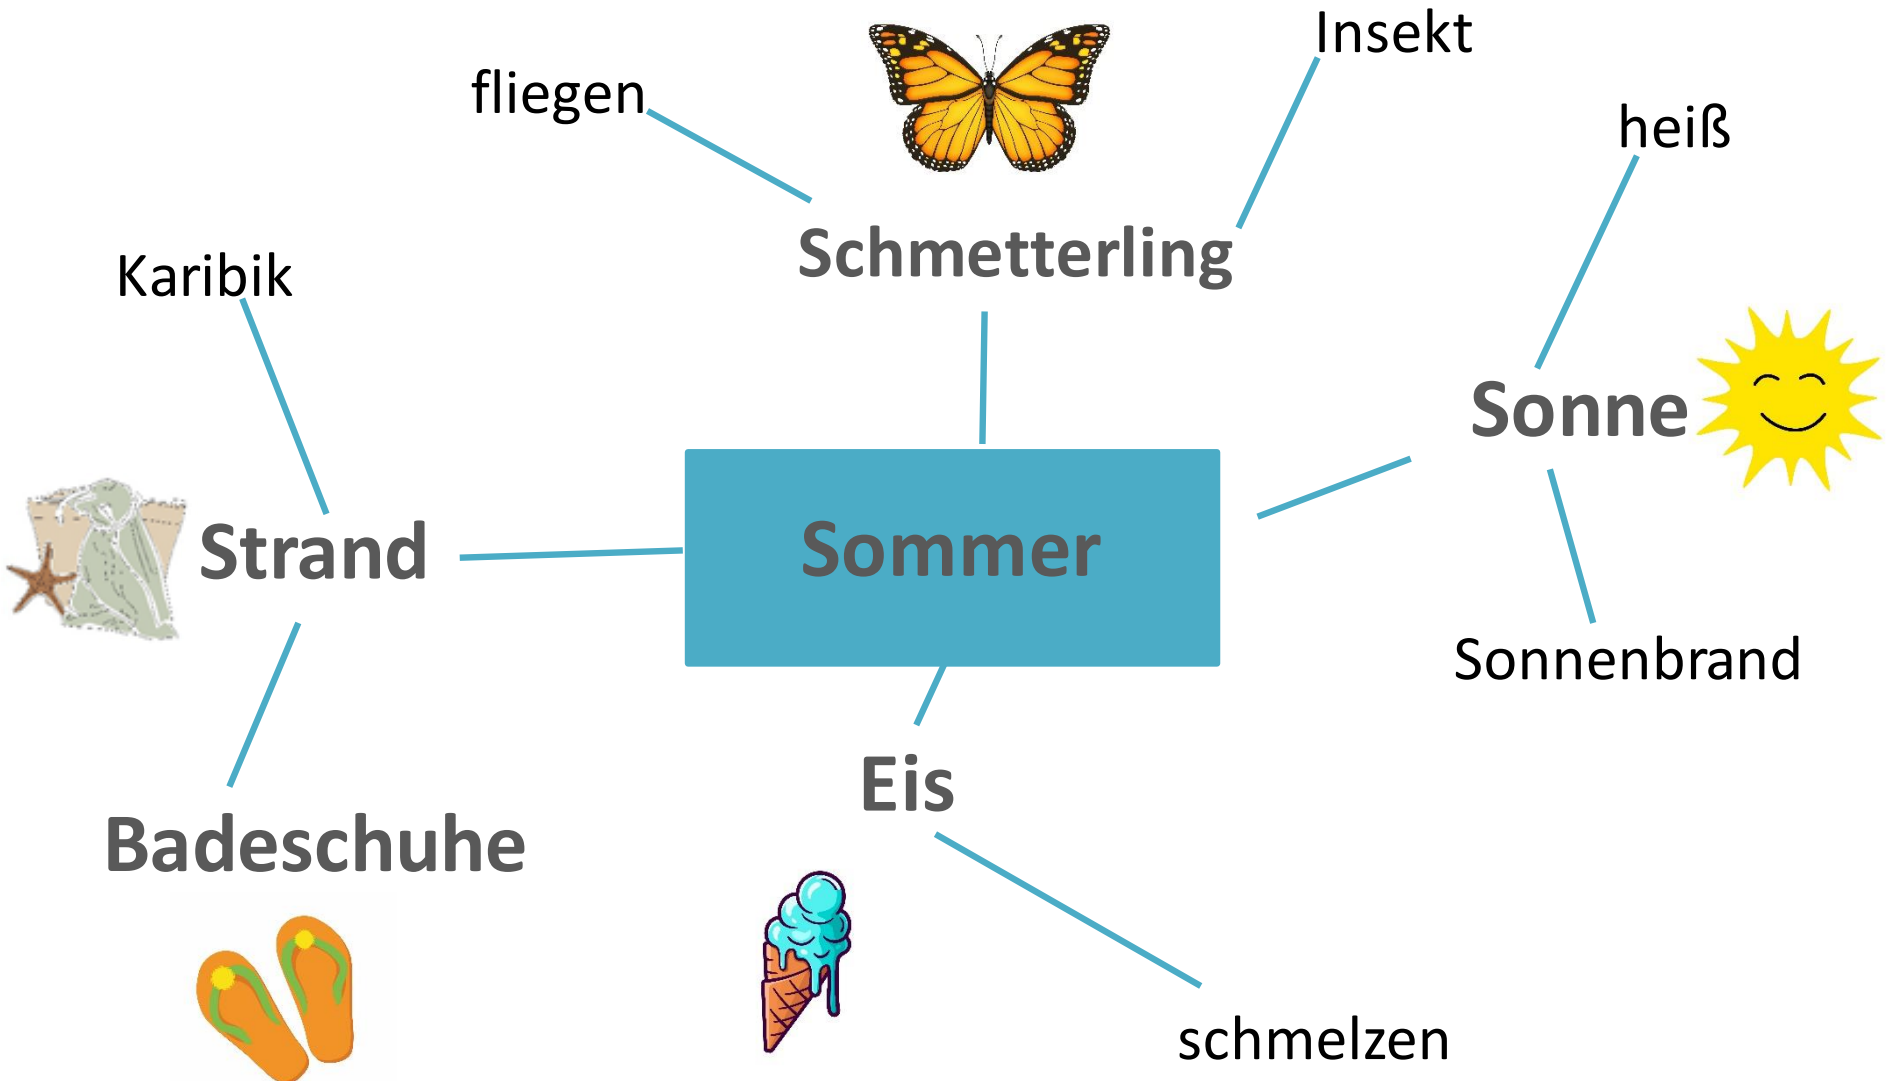 Insekt
fliegen
heiß
Schmetterling
Karibik
Sonne
Strand
Sommer
Sonnenbrand
Eis
Badeschuhe
schmelzen